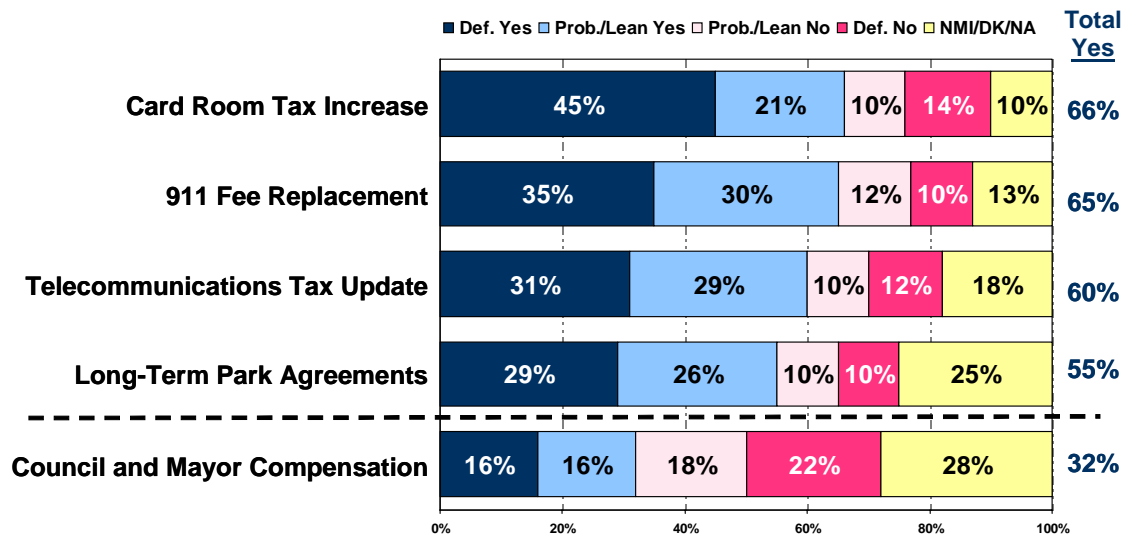 Def. Yes Prob./Lean Yes Prob./Lean No Def. No NMI/DK/NA
Total
Yes
Card Room Tax Increase 45% 21% 10% 14% 10% 66%
911 Fee Replacement 35% 30% 12% 10% 13% 65%
Telecommunications Tax Update 31% 29% 10% 12% 18% 60%
Long-Term Park Agreements 29% 26% 10% 10% 25% 55%
Council and Mayor Compensation 16% 16% 18% 22% 28% 32%
0% 20% 40% 60% 80% 100%